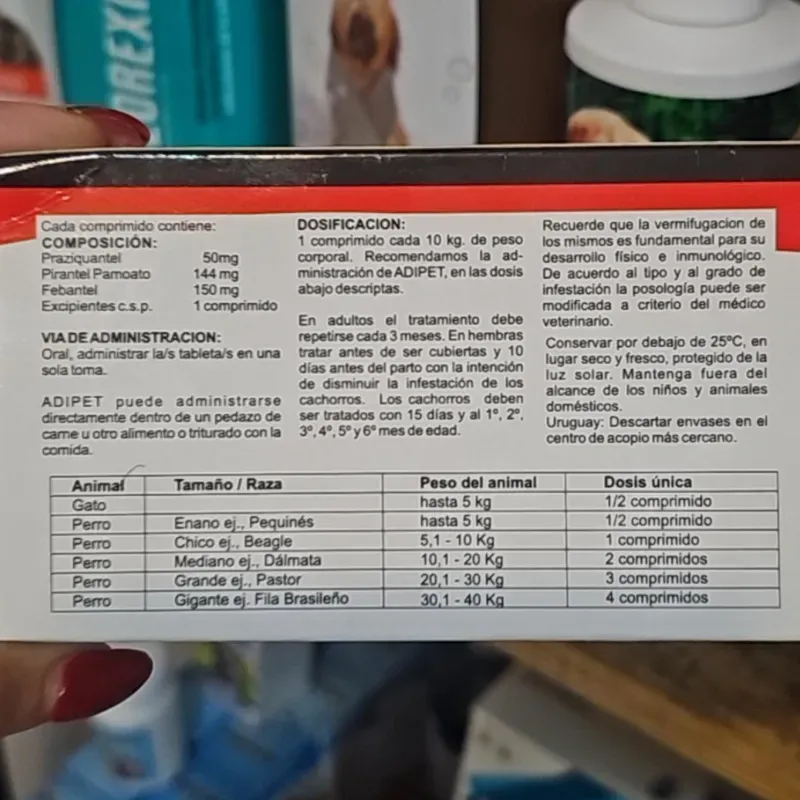 OREXI
Cada comprimido contiene:
COMPOSICIÓN:
Praziquantel 50mg
Pirantel Pamoato 144 mg
Febantel 150 mg
Excipientes c.s.p. 1 comprimido
VIA DE ADMINISTRACION:
Oral, administrar la/s tableta/s en una
sola toma.
ADIPET puede administrarse
directamente dentro de un pedazo de
carne u otro alimento o triturado con la
comida.
DOSIFICACION:
1 comprimido cada 10 kg. de peso
corporal. Recomendamos la ad-
ministración de ADIPET, en las dosis
abajo descriptas.
En adultos el tratamiento debe
repetirse cada 3 meses. En hembras
tratar antes de ser cubiertas y 10
días antes del parto con la intención
de disminuir la infestación de los
cachorros. Los cachorros deben
ser tratados con 15 días y al 1º, 2º,
3º, 4º, 5º y 6º mes de edad.
Recuerde que la vermifugacion de
los mismos es fundamental para su
desarrollo físico e inmunológico.
De acuerdo al tipo y al grado de
infestación la posología puede ser
modificada a criterio del médico
veterinario.
Conservar por debajo de 25ºC, en
lugar seco y fresco, protegido de la
luz solar. Mantenga fuera del
alcance de los niños y animales
domésticos.
Uruguay: Descartar envases en el
centro de acopio más cercano.
Animal Tamaño / Raza Peso del animal Dosis única
Gato hasta 5 kg 1/2 comprimido
Perro Enano ej., Pequinés hasta 5 kg 1/2 comprimido
Perro Chico ej., Beagle 5,1 - 10 Kg 1 comprimido
Perro Mediano ej., Dálmata 10,1 - 20 Kg 2 comprimidos
Perro Grande ej., Pastor 20,1 - 30 Kg 3 comprimidos
Perro Gigante ej. Fila Brasileño 30,1 - 40 Kg 4 comprimidos